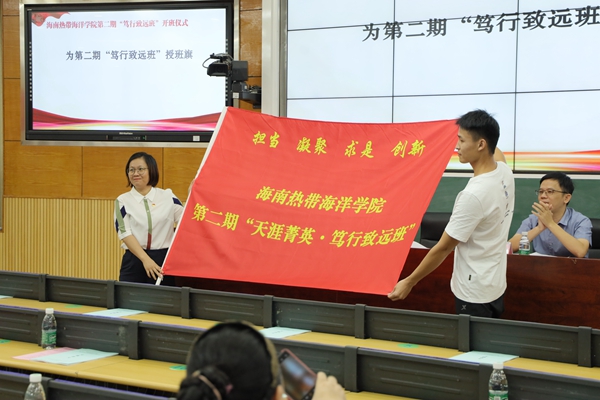 海南热带海洋学院第二期“笃行致远班”开班仪式
为第二期“笃行致远班”授班旗
为第二期“笃行致远班
担当 凝聚 求是 创新
海南热带海洋学院
第二期“天涯菁英·笃行致远班”